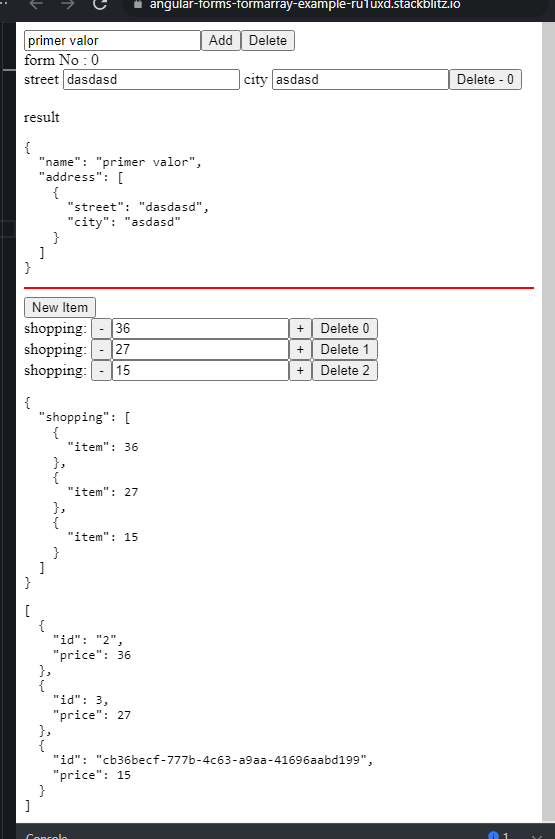 angular-forms-formarray-example-ru1uxd.stackblitz.io
primer valor Add Delete
form No : 0
street dasdasd city asdasd Delete - 0
result
{
"name": "primer valor",
"address": [
{
"street": "dasdasd",
"city": "asdasd"
}
]
}
New Item
shopping: - 36 + Delete 0
shopping: - 27 + Delete 1
shopping: - 15 + Delete 2
{
"shopping": [
{
"item": 36
},
{
"item": 27
},
{
"item": 15
}
]
}
[
{
"id": "2",
"price": 36
},
{
"id": 3,
"price": 27
},
{
"id": "cb36becf-777b-4c63-a9aa-41696aabd199",
"price": 15
}
]
Console 1